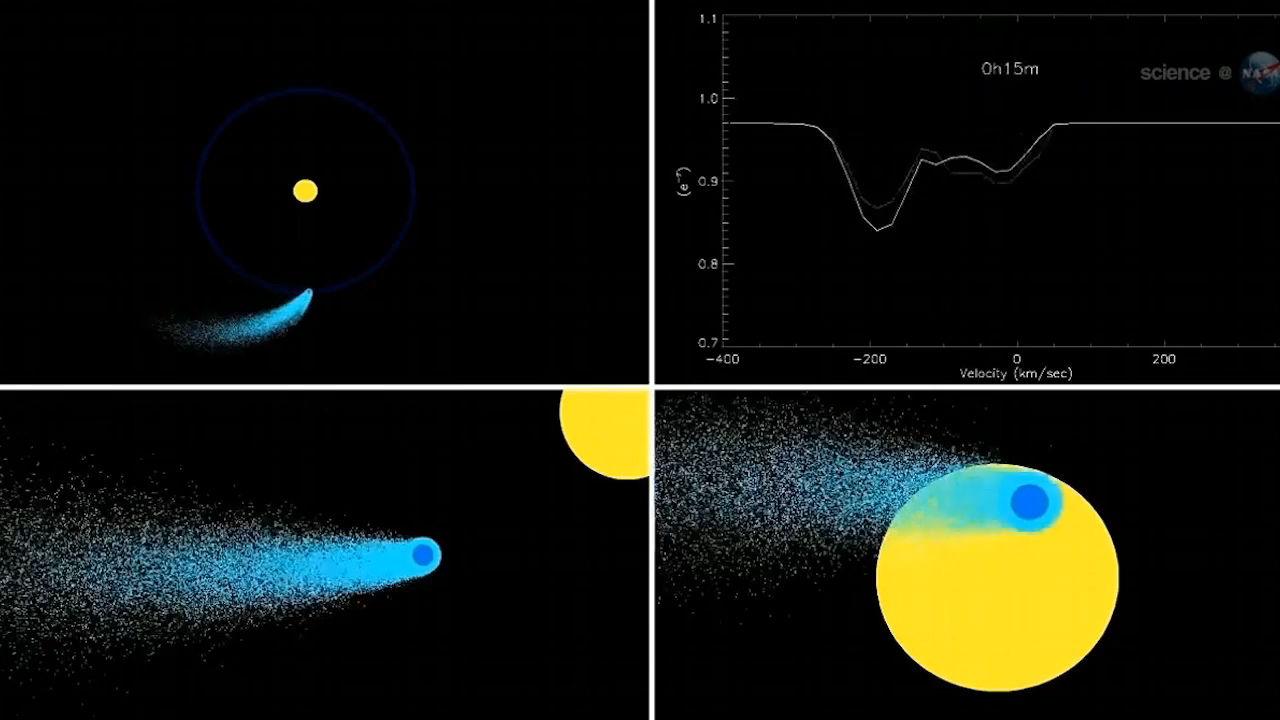 1.1
0h15m
science @ NASA
1.0
0.9
(e⁻ᵀ)
0.8
0.7
-400 -200 0 200
Velocity (km/sec)